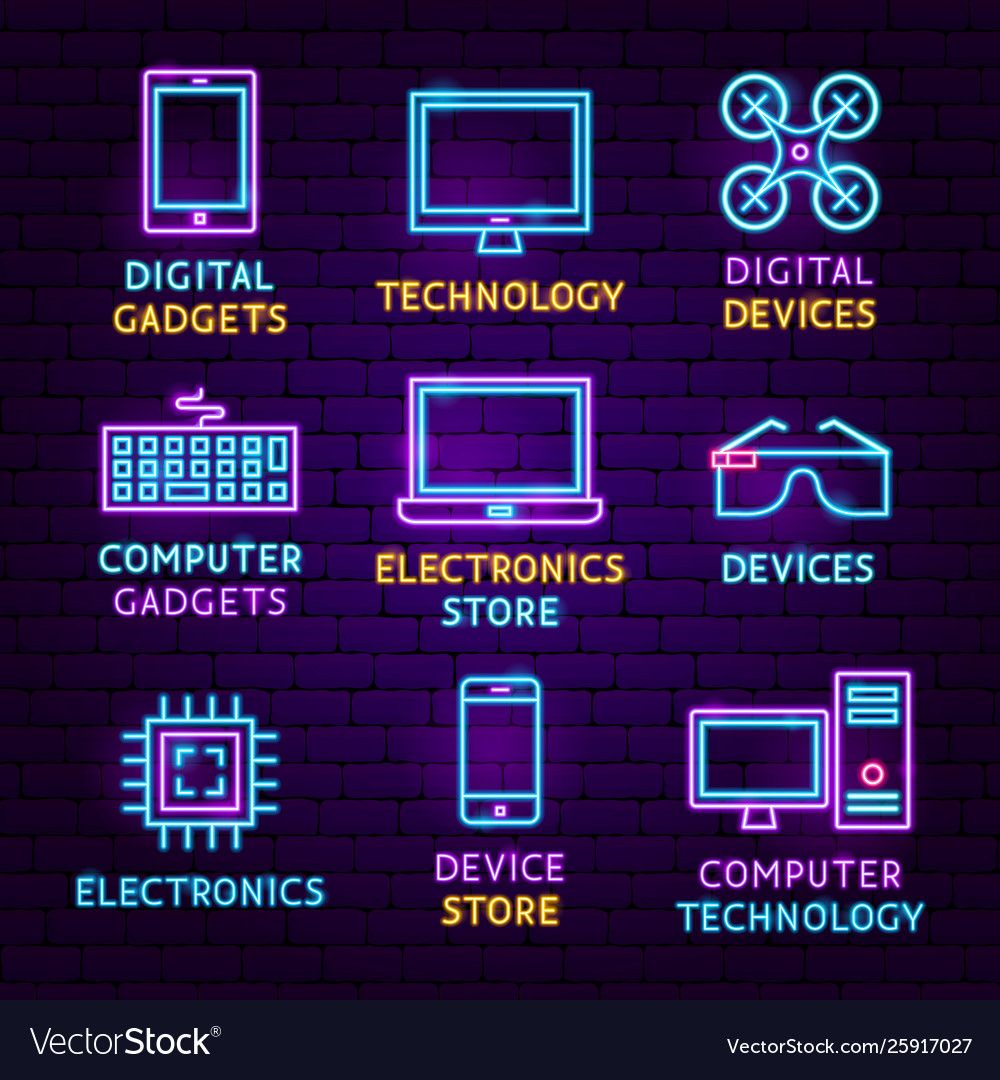 DIGITAL
GADGETS
TECHNOLOGY
DIGITAL
DEVICES
COMPUTER
GADGETS
ELECTRONICS
STORE
DEVICES
ELECTRONICS
DEVICE
STORE
COMPUTER
TECHNOLOGY
VectorStock®
VectorStock.com/25917027